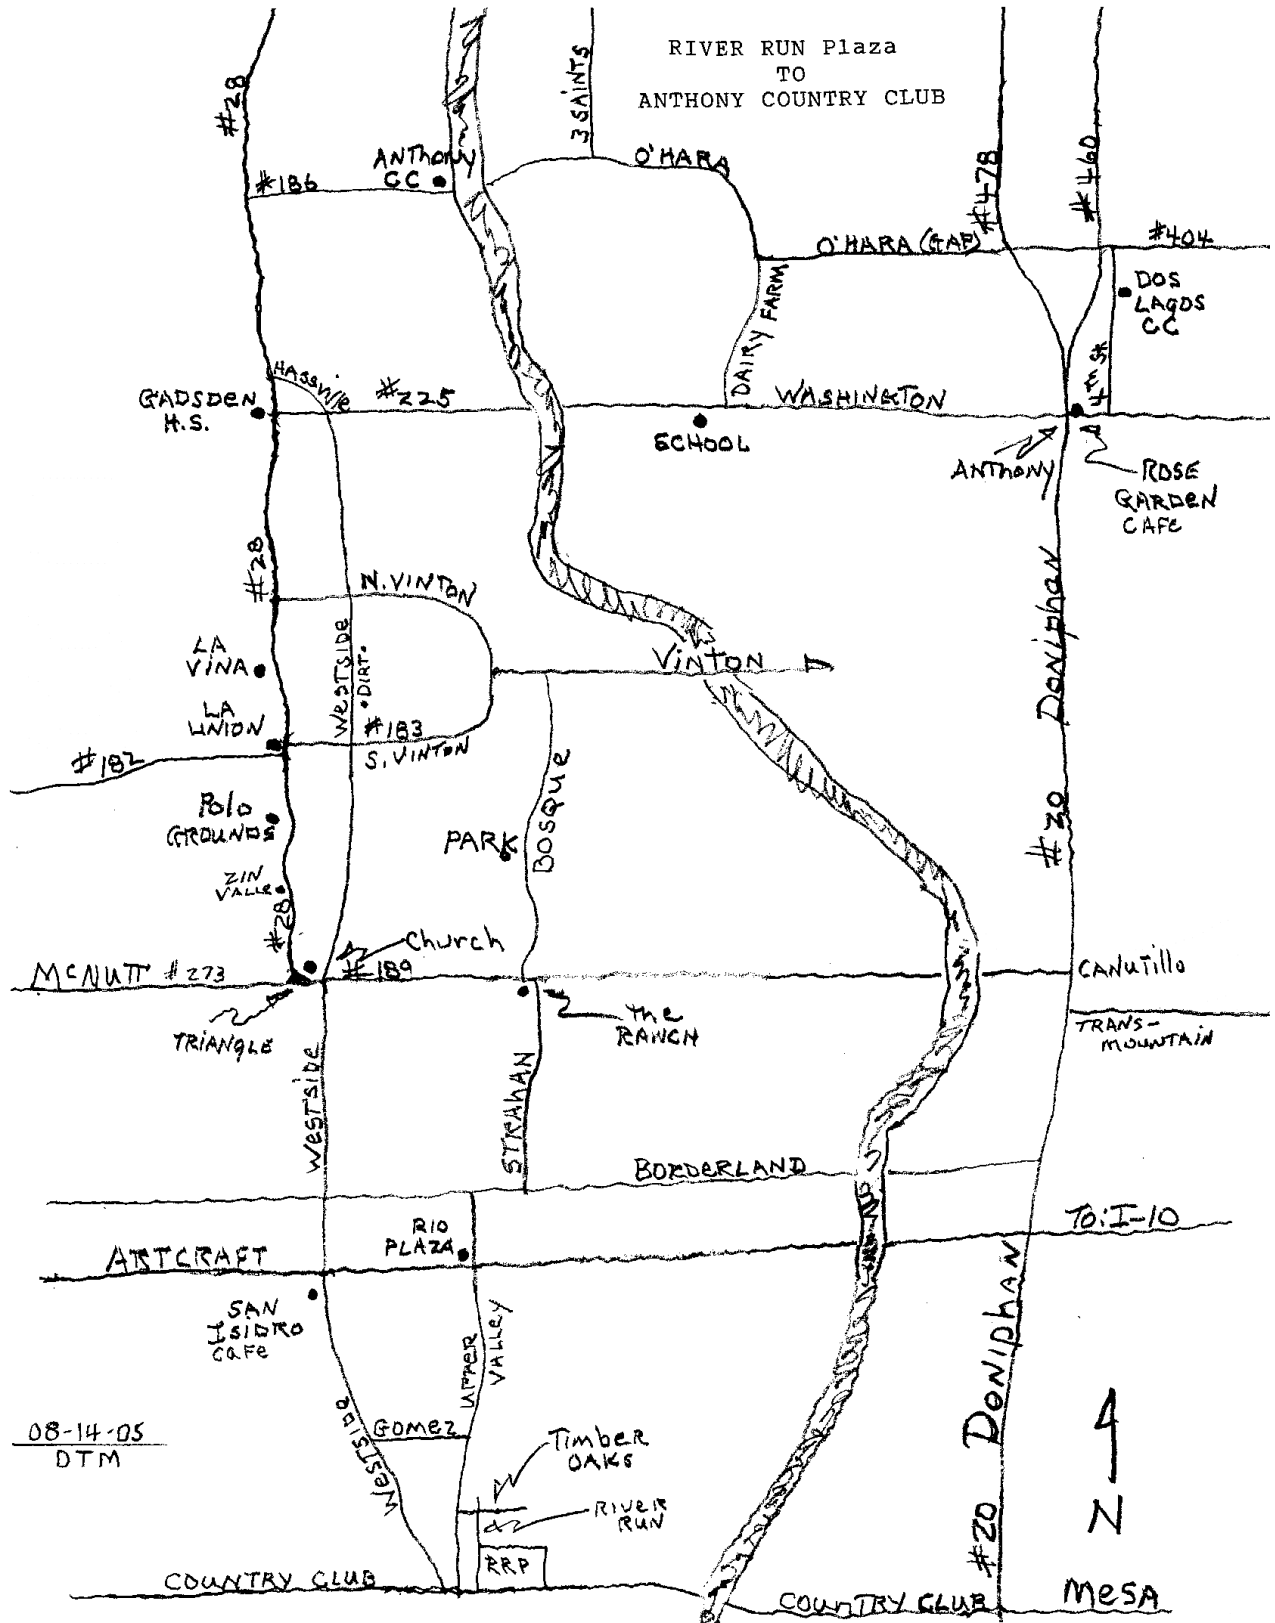 RIVER RUN Plaza
TO
ANTHONY COUNTRY CLUB
#28
3 SAINTS
ANTHONY
CC
O'HARA
#186
#478
#460
O'HARA (GAP)
#404
DOS
LAGOS
CC
DAIRY FARM
4TH St
HASSVILLE
GADSDEN
H.S.
#225
WASHINGTON
SCHOOL
ANTHONY
ROSE
GARDEN
CAFE
#28
N. VINTON
Doniphan
LA
VINA
WESTSIDE
•DIRT•
VINTON
LA
UNION
#183
S. VINTON
#182
BOSQUE
Polo
GROUNDS
PARK
#20
ZIN
VALLE
#28
Church
McNUTT #273
#189
CANUTILLO
TRIANGLE
The
RANCH
TRANS-
MOUNTAIN
WESTSIDE
STRAHAN
BORDERLAND
ARTCRAFT
RIO
PLAZA
To: I-10
SAN
ISIDRO
CAFE
UPPER
VALLEY
DONIPHAN
08-14-05
DTM
WESTSIDE
GOMEZ
Timber
OAKS
RIVER
RUN
#20
N
RRP
COUNTRY CLUB
COUNTRY CLUB
MESA